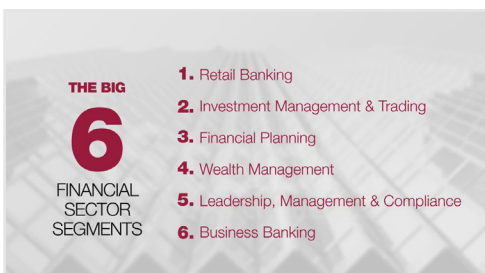 THE BIG
6
FINANCIAL
SECTOR
SEGMENTS
1. Retail Banking
2. Investment Management & Trading
3. Financial Planning
4. Wealth Management
5. Leadership, Management & Compliance
6. Business Banking